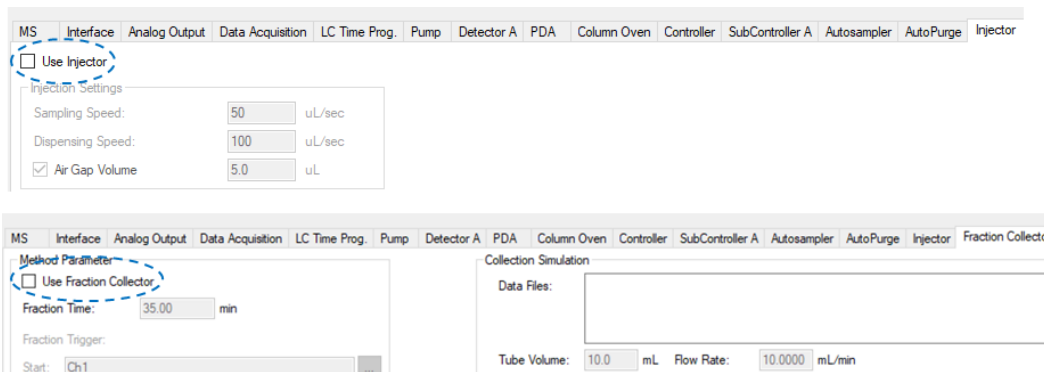 MS Interface Analog Output Data Acquisition LC Time Prog. Pump Detector A PDA Column Oven Controller SubController A Autosampler AutoPurge Injector
Use Injector
Injection Settings
Sampling Speed: 50 uL/sec
Dispensing Speed: 100 uL/sec
Air Gap Volume 5.0 uL
MS Interface Analog Output Data Acquisition LC Time Prog. Pump Detector A PDA Column Oven Controller SubController A Autosampler AutoPurge Injector Fraction Collecto
Method Parameter Collection Simulation
Use Fraction Collector Data Files:
Fraction Time: 35.00 min
Fraction Trigger:
Tube Volume: 10.0 mL Flow Rate: 10.0000 mL/min
Start: Ch1 ...